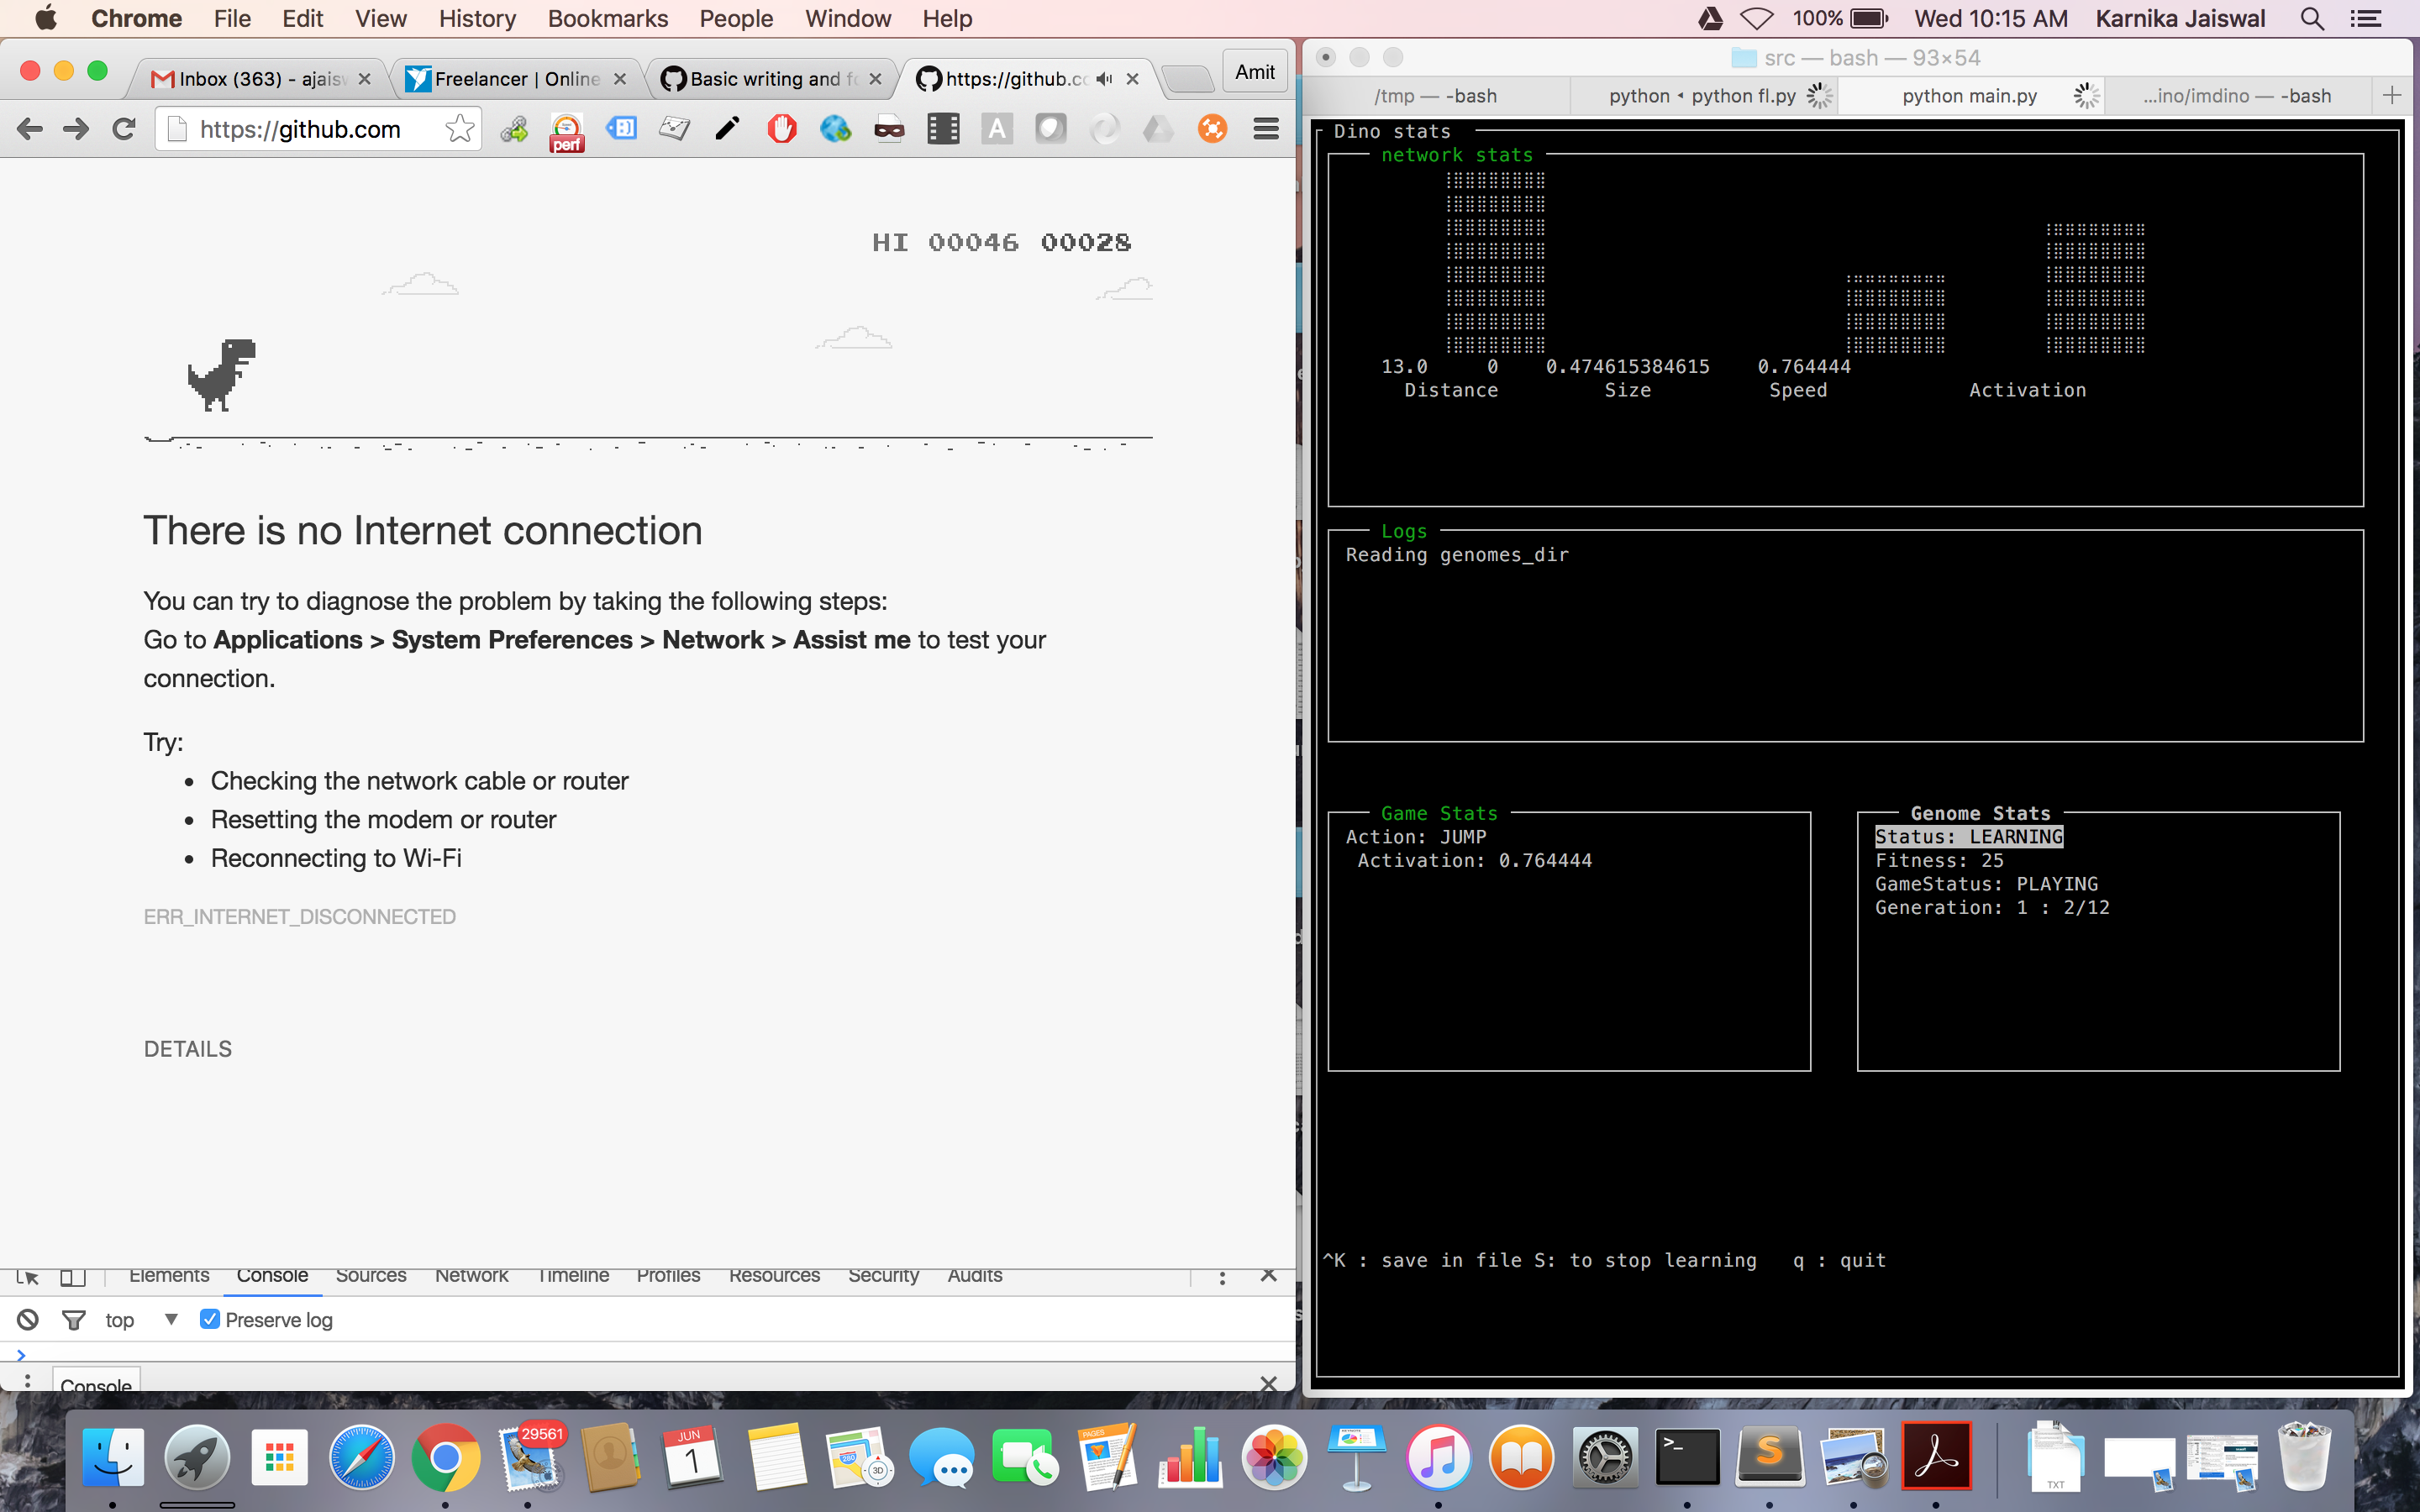 Chrome File Edit View History Bookmarks People Window Help 100% Wed 10:15 AM Karnika Jaiswal
Inbox (363) - ajais
Freelancer | Online
Basic writing and fo
https://github.co
Amit
https://github.com
perf
HI 00046 00028
There is no Internet connection
You can try to diagnose the problem by taking the following steps:
Go to Applications > System Preferences > Network > Assist me to test your
connection.
Try:
• Checking the network cable or router
• Resetting the modem or router
• Reconnecting to Wi-Fi
ERR_INTERNET_DISCONNECTED
DETAILS
Elements Console Sources Network Timeline Profiles Resources Security Audits
top
Preserve log
>
Console
src — bash — 93×54
/tmp — -bash
python ◂ python fl.py
python main.py
...ino/imdino — -bash
Dino stats
network stats
13.0 0 0.474615384615 0.764444
Distance Size Speed Activation
Logs
Reading genomes_dir
Game Stats
Action: JUMP
Activation: 0.764444
Genome Stats
Status: LEARNING
Fitness: 25
GameStatus: PLAYING
Generation: 1 : 2/12
^K : save in file S: to stop learning q : quit
29561
JUN
1
280
3D
PAGES
>_
S
TXT